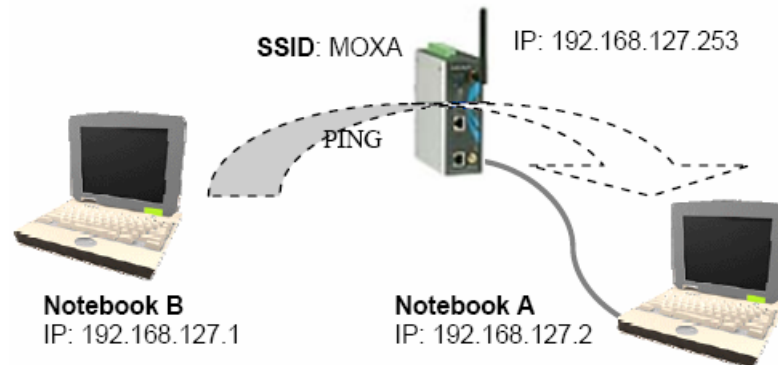 SSID: MOXA
IP: 192.168.127.253
PING
Notebook B
IP: 192.168.127.1
Notebook A
IP: 192.168.127.2